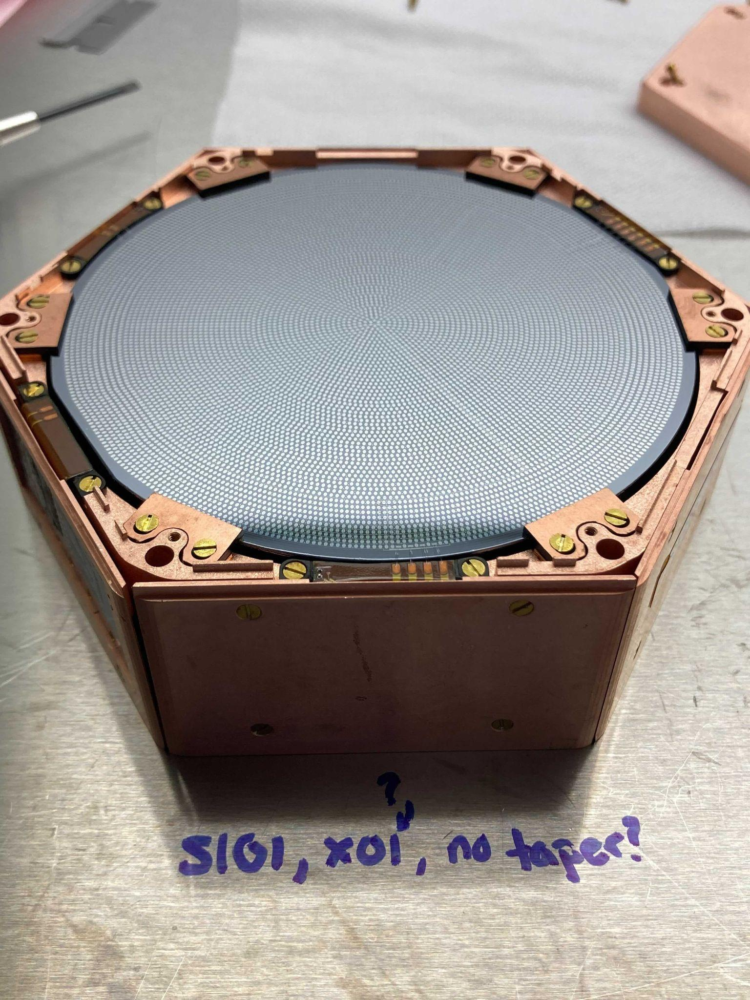 ?
S101, x01, no taper?